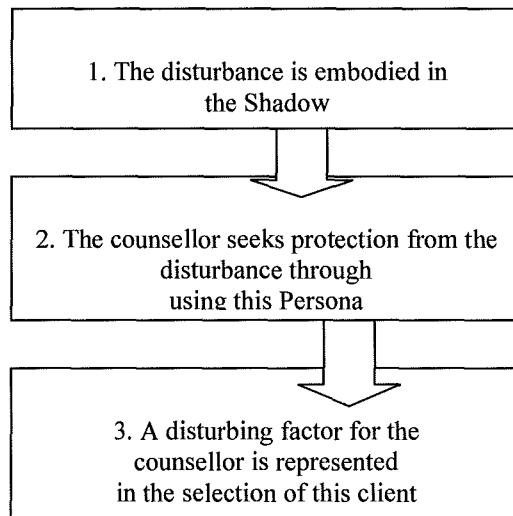 1. The disturbance is embodied in
the Shadow
2. The counsellor seeks protection from the
disturbance through
using this Persona
3. A disturbing factor for the
counsellor is represented
in the selection of this client